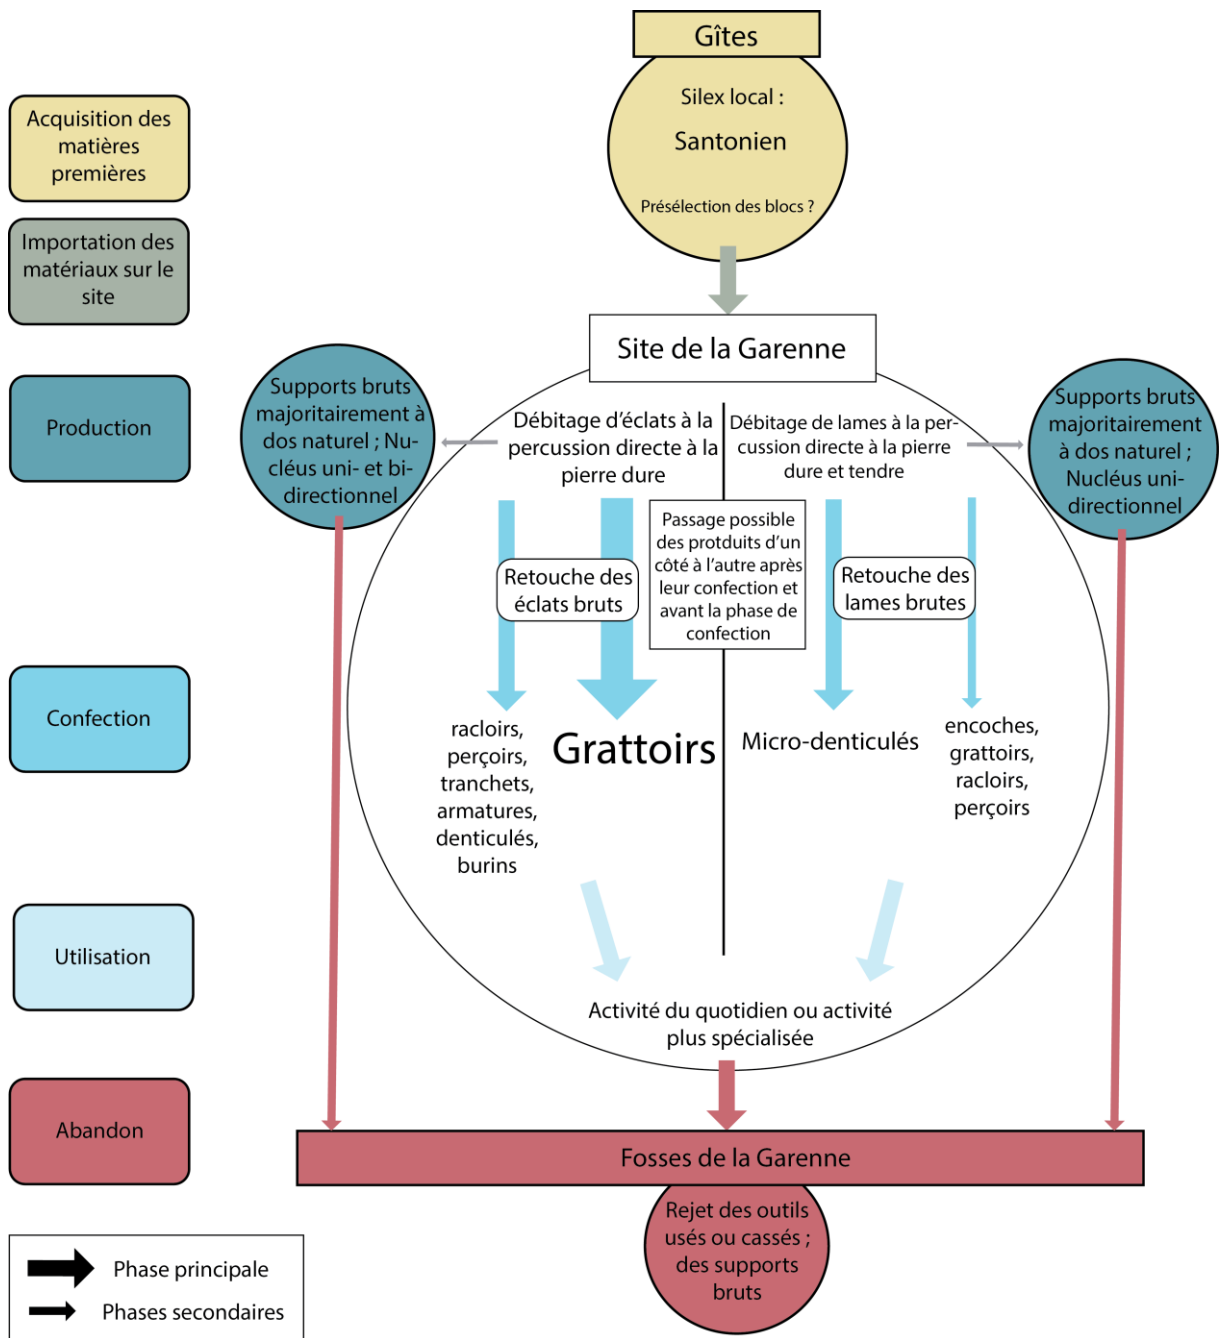 Gîtes
Silex local :
Santonien
Présélection des blocs ?
Acquisition des
matières
premières
Importation des
matériaux sur le
site
Production
Confection
Utilisation
Abandon
Site de la Garenne
Supports bruts
majoritairement à
dos naturel ; Nu-
cléus uni- et bi-
directionnel
Débitage d'éclats à la
percussion directe à la
pierre dure
Débitage de lames à la per-
cussion directe à la pierre
dure et tendre
Supports bruts
majoritairement
à dos naturel ;
Nucléus uni-
directionnel
Retouche des
éclats bruts
Passage possible
des protduits d'un
côté à l'autre après
leur confection et
avant la phase de
confection
Retouche des
lames brutes
racloirs,
perçoirs,
tranchets,
armatures,
denticulés,
burins
Grattoirs
Micro-denticulés
encoches,
grattoirs,
racloirs,
perçoirs
Activité du quotidien ou activité
plus spécialisée
Fosses de la Garenne
Rejet des outils
usés ou cassés ;
des supports
bruts
Phase principale
Phases secondaires